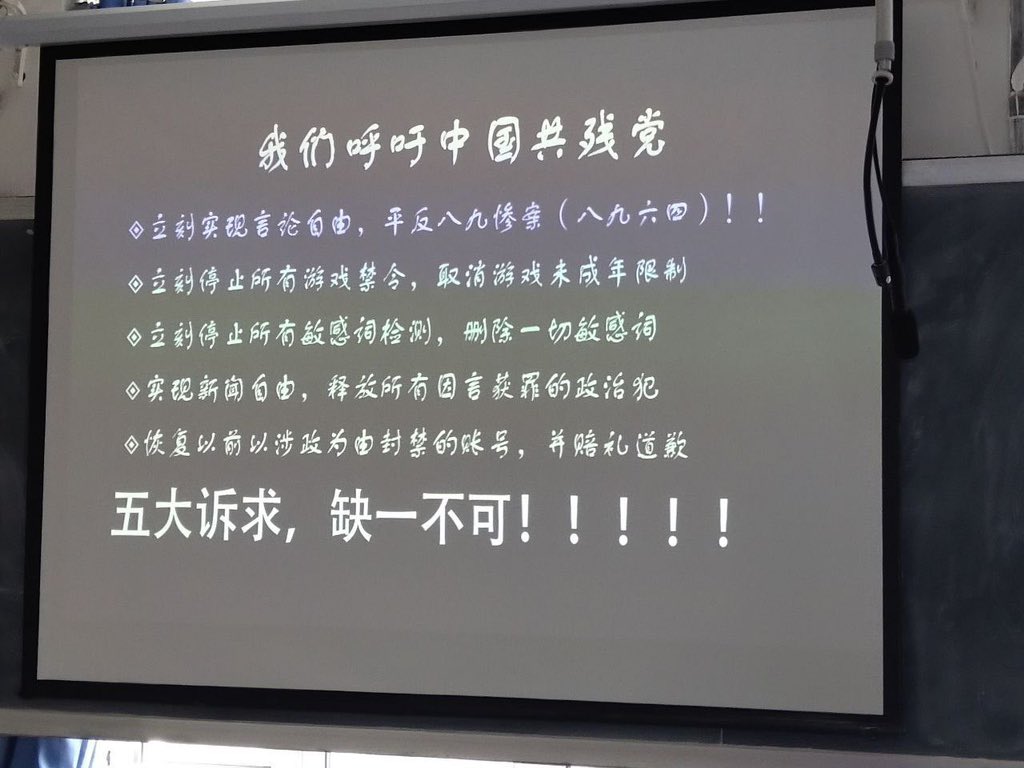 我们呼吁中国共残党
◈立刻实现言论自由，平反八九惨案（八九六四）！！
◈立刻停止所有游戏禁令，取消游戏未成年限制
◈立刻停止所有敏感词检测，删除一切敏感词
◈实现新闻自由，释放所有因言获罪的政治犯
◈恢复以前以涉政为由封禁的账号，并赔礼道歉
五大诉求，缺一不可！！！！！